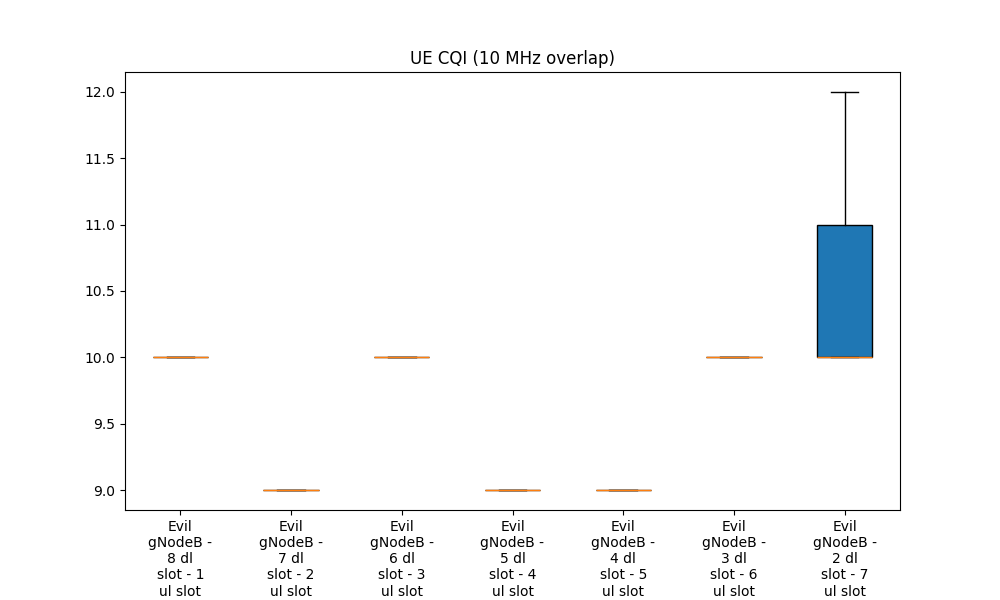 UE CQI (10 MHz overlap)
12.0
11.5
11.0
10.5
10.0
9.5
9.0
Evil
gNodeB -
8 dl
slot - 1
ul slot
Evil
gNodeB -
7 dl
slot - 2
ul slot
Evil
gNodeB -
6 dl
slot - 3
ul slot
Evil
gNodeB -
5 dl
slot - 4
ul slot
Evil
gNodeB -
4 dl
slot - 5
ul slot
Evil
gNodeB -
3 dl
slot - 6
ul slot
Evil
gNodeB -
2 dl
slot - 7
ul slot